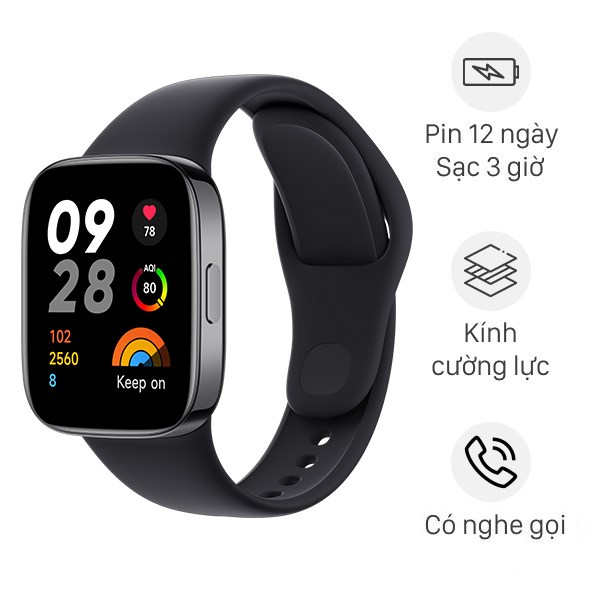 09
28
78
AQI
80
102
2560
8
Keep on
Pin 12 ngày
Sạc 3 giờ
Kính
cường lực
Có nghe gọi